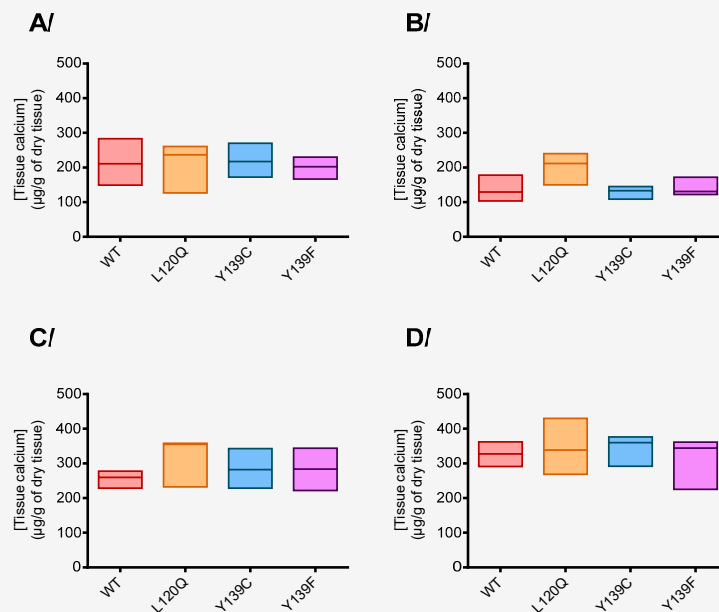 A/
[Tissue calcium]
(µg/g of dry tissue)
500
400
300
200
100
0
WT
L120Q
Y139C
Y139F
B/
[Tissue calcium]
(µg/g of dry tissue)
500
400
300
200
100
0
WT
L120Q
Y139C
Y139F
C/
[Tissue calcium]
(µg/g of dry tissue)
500
400
300
200
100
0
WT
L120Q
Y139C
Y139F
D/
[Tissue calcium]
(µg/g of dry tissue)
500
400
300
200
100
0
WT
L120Q
Y139C
Y139F